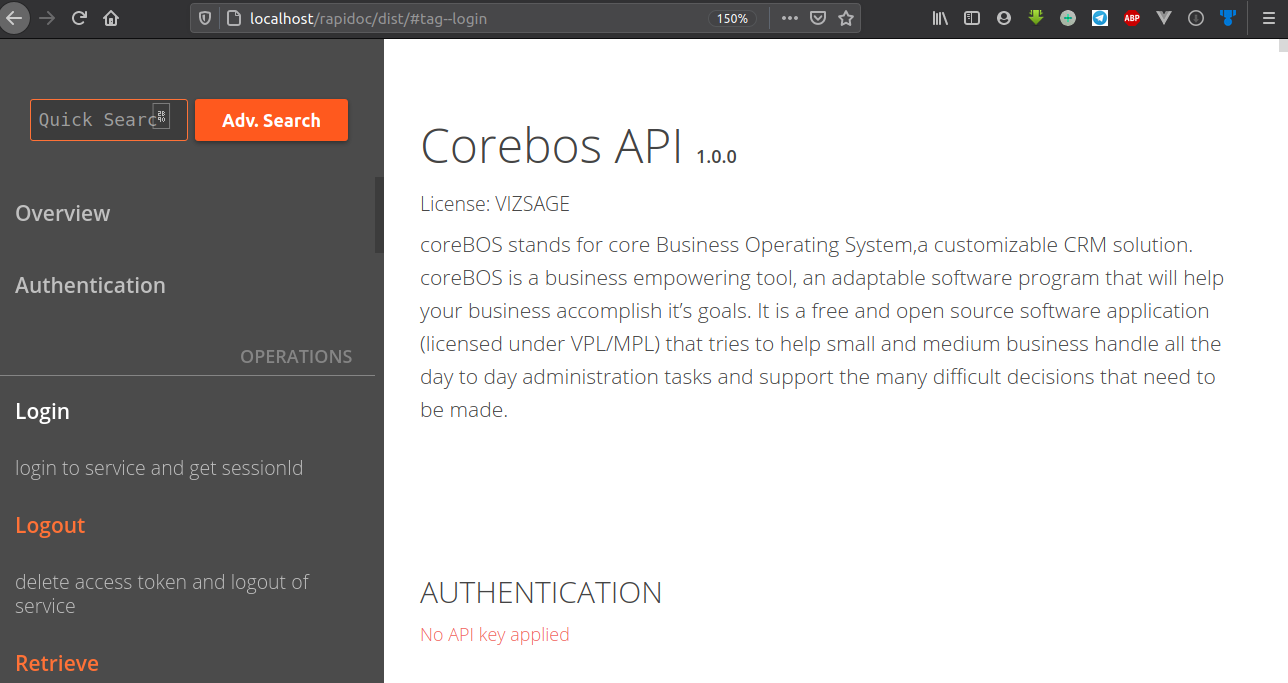 localhost/rapidoc/dist/#tag--login
150%
ABP
Quick Searc
Adv. Search
Overview
Authentication
OPERATIONS
Login
login to service and get sessionId
Logout
delete access token and logout of
service
Retrieve
Corebos API 1.0.0
License: VIZSAGE
coreBOS stands for core Business Operating System,a customizable CRM solution.
coreBOS is a business empowering tool, an adaptable software program that will help
your business accomplish it’s goals. It is a free and open source software application
(licensed under VPL/MPL) that tries to help small and medium business handle all the
day to day administration tasks and support the many difficult decisions that need to
be made.
AUTHENTICATION
No API key applied